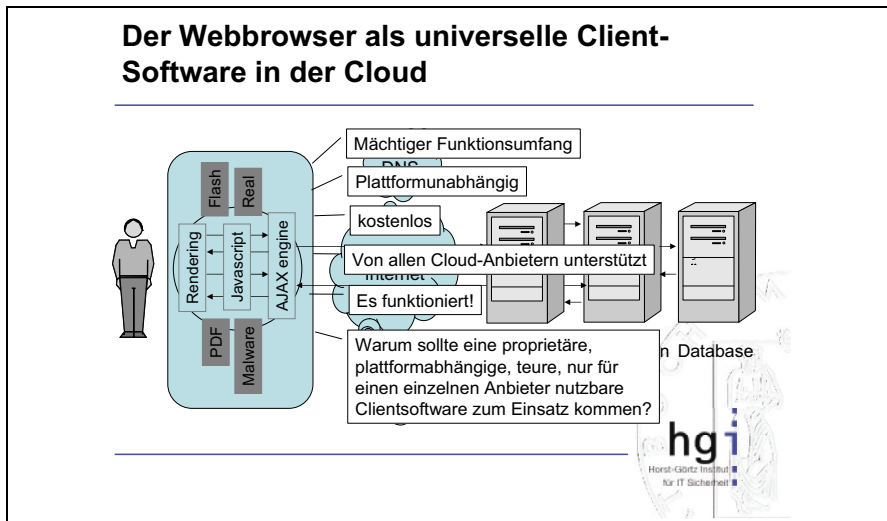 Der Webbrowser als universelle Client-
Software in der Cloud
Mächtiger Funktionsumfang
DNS
Plattformunabhängig
kostenlos
Von allen Cloud-Anbietern unterstützt
Internet
Es funktioniert!
Warum sollte eine proprietäre,
plattformabhängige, teure, nur für
einen einzelnen Anbieter nutzbare
Clientsoftware zum Einsatz kommen?
Flash
Real
Rendering
Javascript
AJAX engine
PDF
Malware
n Database
hgi
Horst-Görtz Institut
für IT Sicherheit